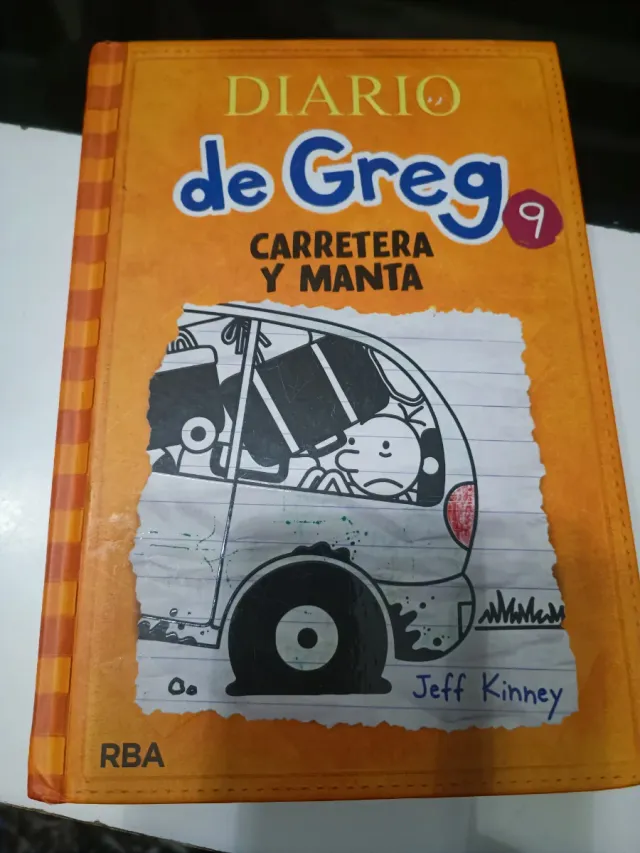 DIARIO
de Greg 9
CARRETERA
Y MANTA
Jeff Kinney
RBA